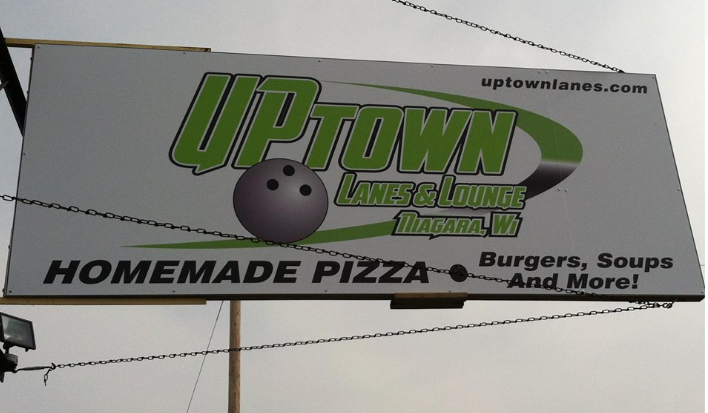 uptownlanes.com
UPTOWN
LANES & LOUNGE
NIAGARA, WI
HOMEMADE PIZZA • Burgers, Soups
And More!